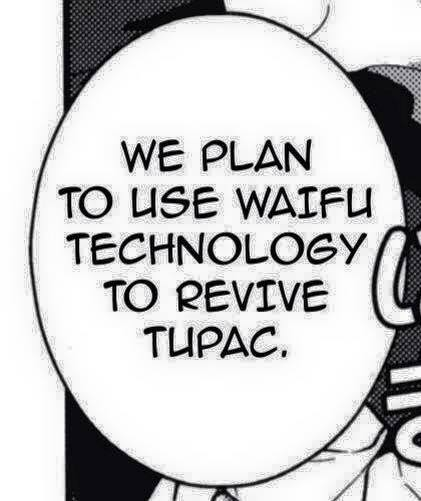 WE PLAN
TO USE WAIFU
TECHNOLOGY
TO REVIVE
TUPAC.